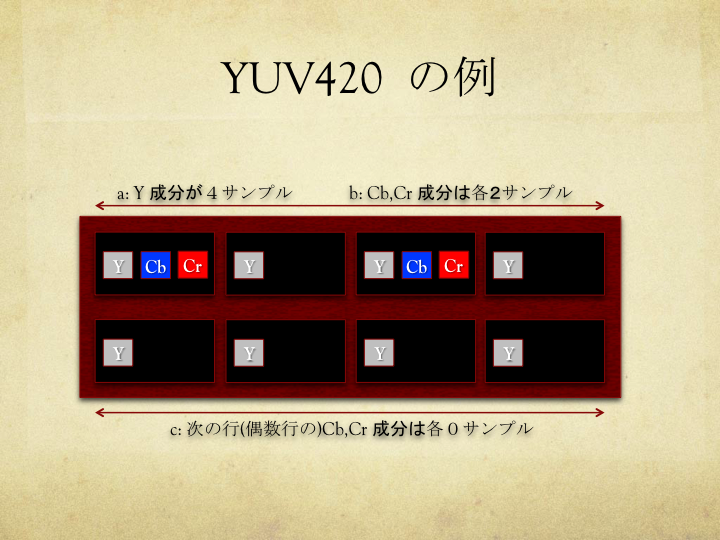 YUV420 の例
a: Y 成分が４サンプル b: Cb,Cr 成分は各2サンプル
Y Cb Cr Y Y Cb Cr Y
Y Y Y Y
c: 次の行(偶数行の)Cb,Cr 成分は各０サンプル